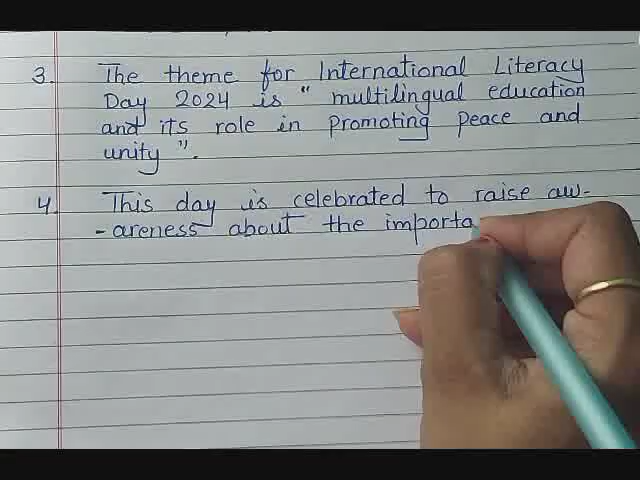 3. The theme for International Literacy
Day 2024 is " multilingual education
and its role in promoting peace and
unity ".
4. This day is celebrated to raise aw-
-areness about the importa